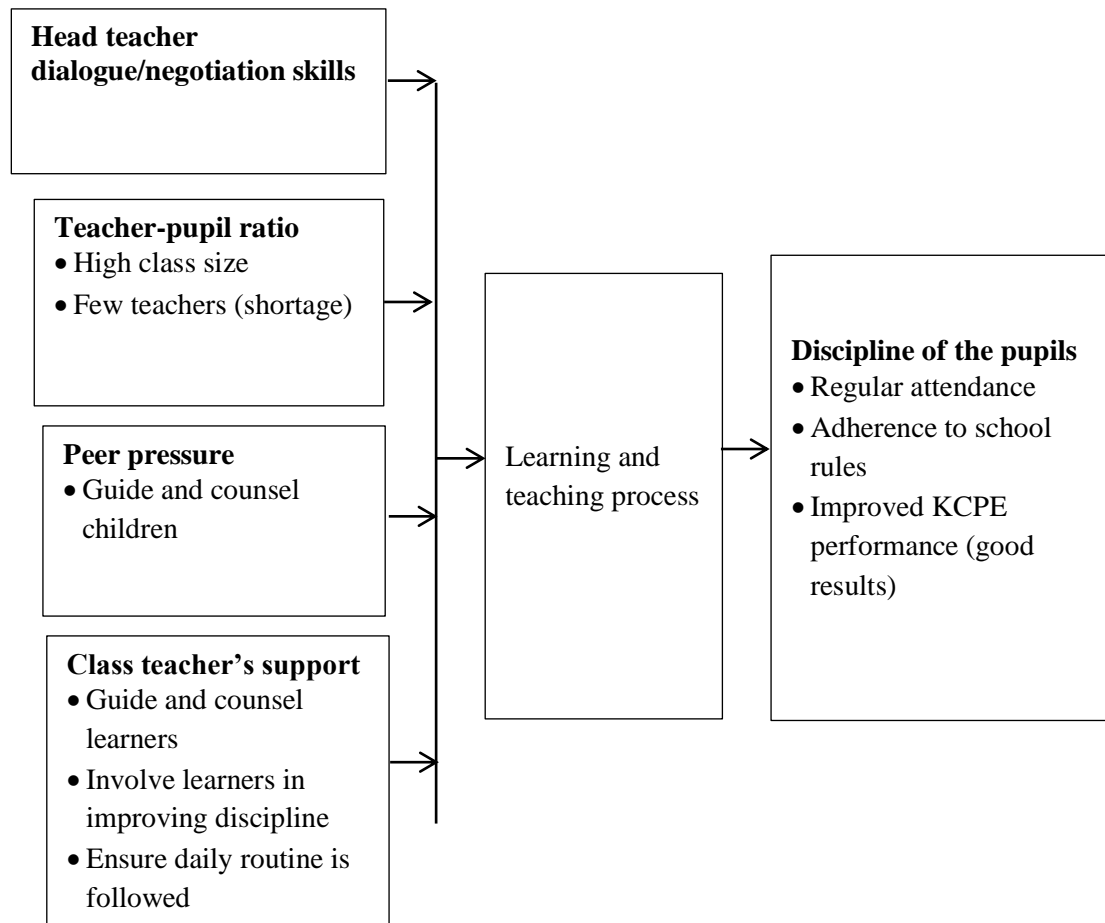 Head teacher
dialogue/negotiation skills
Teacher-pupil ratio
• High class size
• Few teachers (shortage)
Peer pressure
• Guide and counsel
children
Class teacher’s support
• Guide and counsel
learners
• Involve learners in
improving discipline
• Ensure daily routine is
followed
Learning and
teaching process
Discipline of the pupils
• Regular attendance
• Adherence to school
rules
• Improved KCPE
performance (good
results)